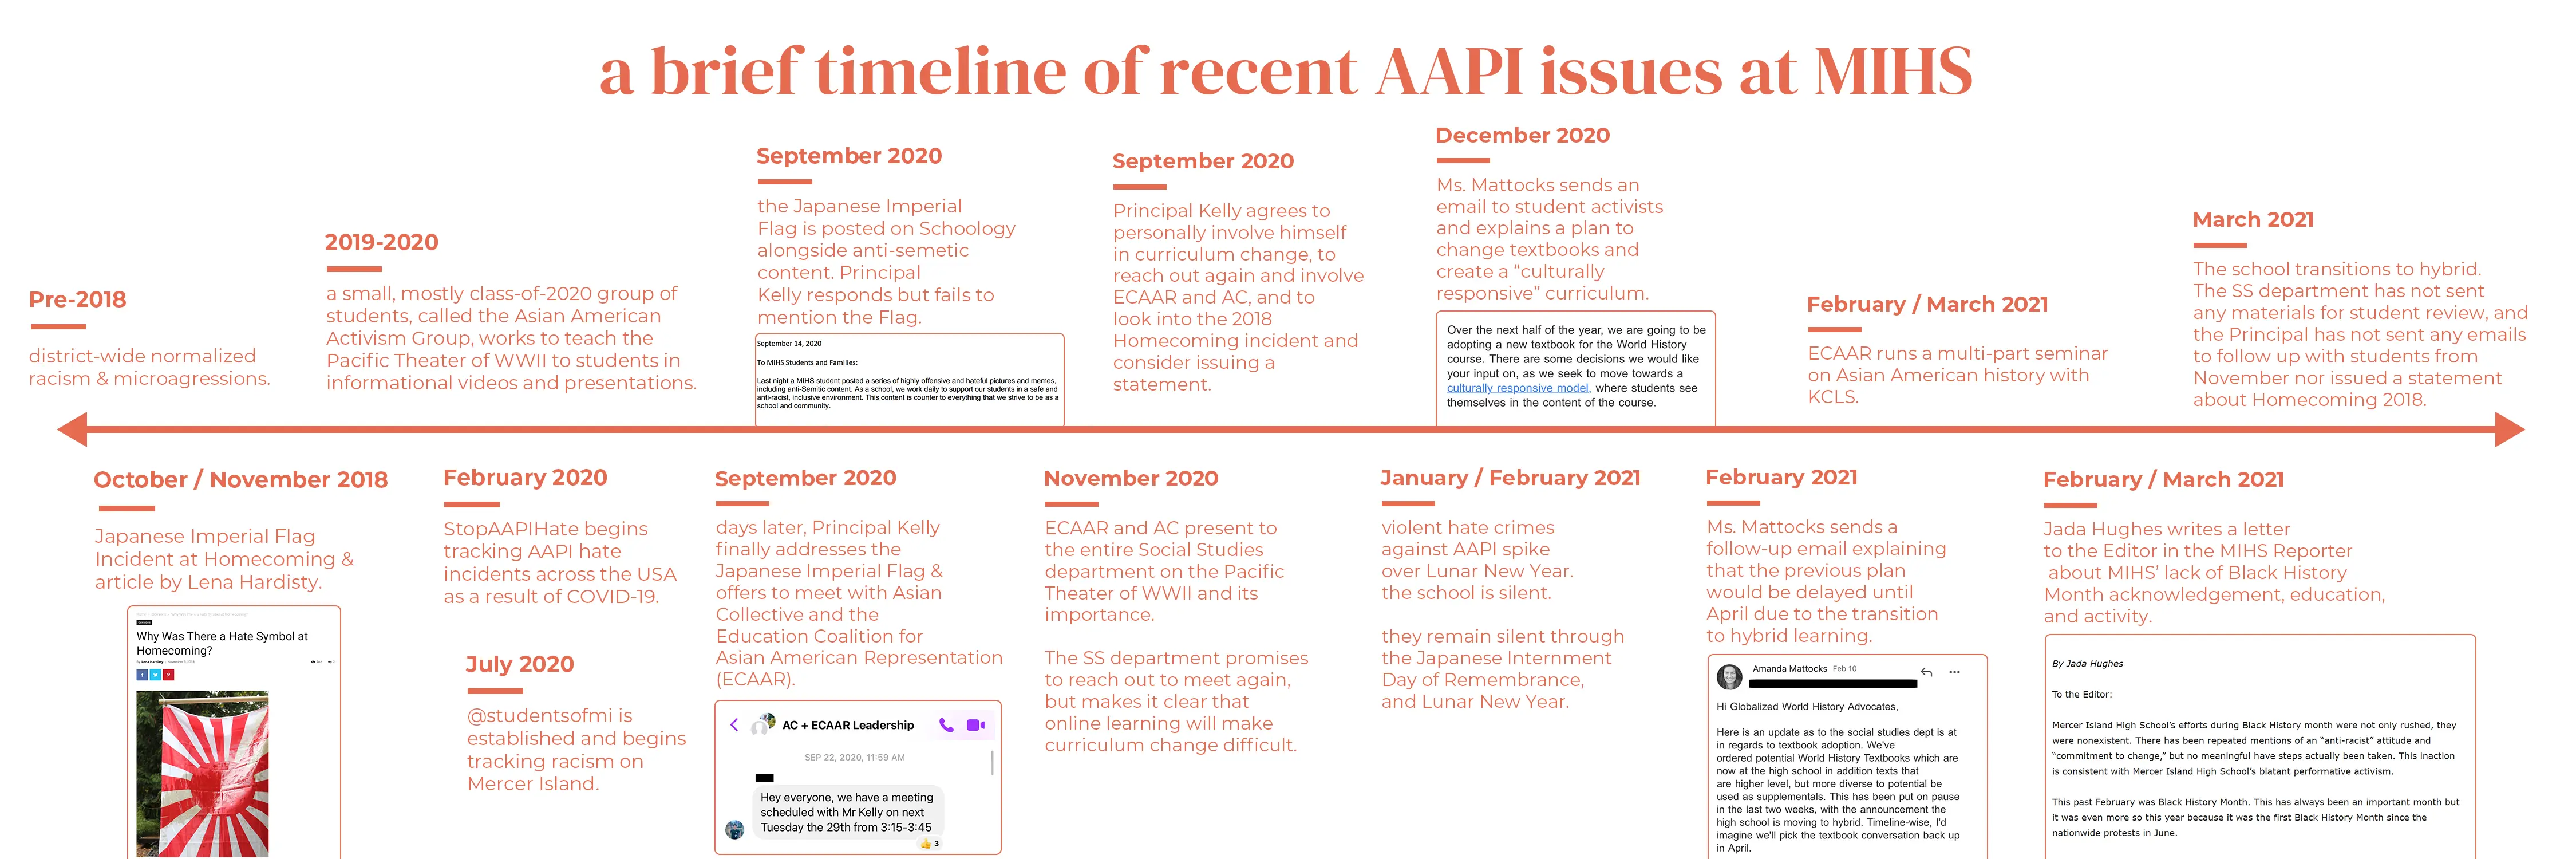 a brief timeline of recent AAPI issues at MIHS
Pre-2018
district-wide normalized
racism & microagressions.
October / November 2018
Japanese Imperial Flag
Incident at Homecoming &
article by Lena Hardisty.
Why Was There a Hate Symbol at
Homecoming?
By Lena Hardisty
2019-2020
a small, mostly class-of-2020 group of
students, called the Asian American
Activism Group, works to teach the
Pacific Theater of WWII to students in
informational videos and presentations.
February 2020
StopAAPIHate begins
tracking AAPI hate
incidents across the USA
as a result of COVID-19.
July 2020
@studentsofmi is
established and begins
tracking racism on
Mercer Island.
September 2020
the Japanese Imperial
Flag is posted on Schoology
alongside anti-semetic
content. Principal
Kelly responds but fails to
mention the Flag.
September 14, 2020
To MIHS Students and Families:
Last night a MIHS student posted a series of highly offensive and hateful pictures and memes,
including anti-Semitic content. As a school, we work daily to support our students in a safe and
anti-racist, inclusive environment. This content is counter to everything that we strive to be as a
school and community.
September 2020
days later, Principal Kelly
finally addresses the
Japanese Imperial Flag &
offers to meet with Asian
Collective and the
Education Coalition for
Asian American Representation
(ECAAR).
AC + ECAAR Leadership
SEP 22, 2020, 11:59 AM
Hey everyone, we have a meeting
scheduled with Mr Kelly on next
Tuesday the 29th from 3:15-3:45
👍 3
September 2020
Principal Kelly agrees to
personally involve himself
in curriculum change, to
reach out again and involve
ECAAR and AC, and to
look into the 2018
Homecoming incident and
consider issuing a
statement.
November 2020
ECAAR and AC present to
the entire Social Studies
department on the Pacific
Theater of WWII and its
importance.
The SS department promises
to reach out to meet again,
but makes it clear that
online learning will make
curriculum change difficult.
December 2020
Ms. Mattocks sends an
email to student activists
and explains a plan to
change textbooks and
create a “culturally
responsive” curriculum.
Over the next half of the year, we are going to be
adopting a new textbook for the World History
course. There are some decisions we would like
your input on, as we seek to move towards a
culturally responsive model, where students see
themselves in the content of the course.
January / February 2021
violent hate crimes
against AAPI spike
over Lunar New Year.
the school is silent.
they remain silent through
the Japanese Internment
Day of Remembrance,
and Lunar New Year.
February 2021
Ms. Mattocks sends a
follow-up email explaining
that the previous plan
would be delayed until
April due to the transition
to hybrid learning.
Amanda Mattocks Feb 10
Hi Globalized World History Advocates,
Here is an update as to the social studies dept is at
in regards to textbook adoption. We've
ordered potential World History Textbooks which are
now at the high school in addition texts that
are higher level, but more diverse to potential be
used as supplementals. This has been put on pause
in the last two weeks, with the announcement the
high school is moving to hybrid. Timeline-wise, I'd
imagine we'll pick the textbook conversation back up
in April.
February / March 2021
ECAAR runs a multi-part seminar
on Asian American history with
KCLS.
February / March 2021
Jada Hughes writes a letter
to the Editor in the MIHS Reporter
about MIHS’ lack of Black History
Month acknowledgement, education,
and activity.
By Jada Hughes
To the Editor:
Mercer Island High School’s efforts during Black History month were not only rushed, they
were nonexistent. There has been repeated mentions of an “anti-racist” attitude and
“commitment to change,” but no meaningful have steps actually been taken. This inaction
is consistent with Mercer Island High School’s blatant performative activism.
This past February was Black History Month. This has always been an important month but
it was even more so this year because it was the first Black History Month since the
nationwide protests in June.
March 2021
The school transitions to hybrid.
The SS department has not sent
any materials for student review, and
the Principal has not sent any emails
to follow up with students from
November nor issued a statement
about Homecoming 2018.